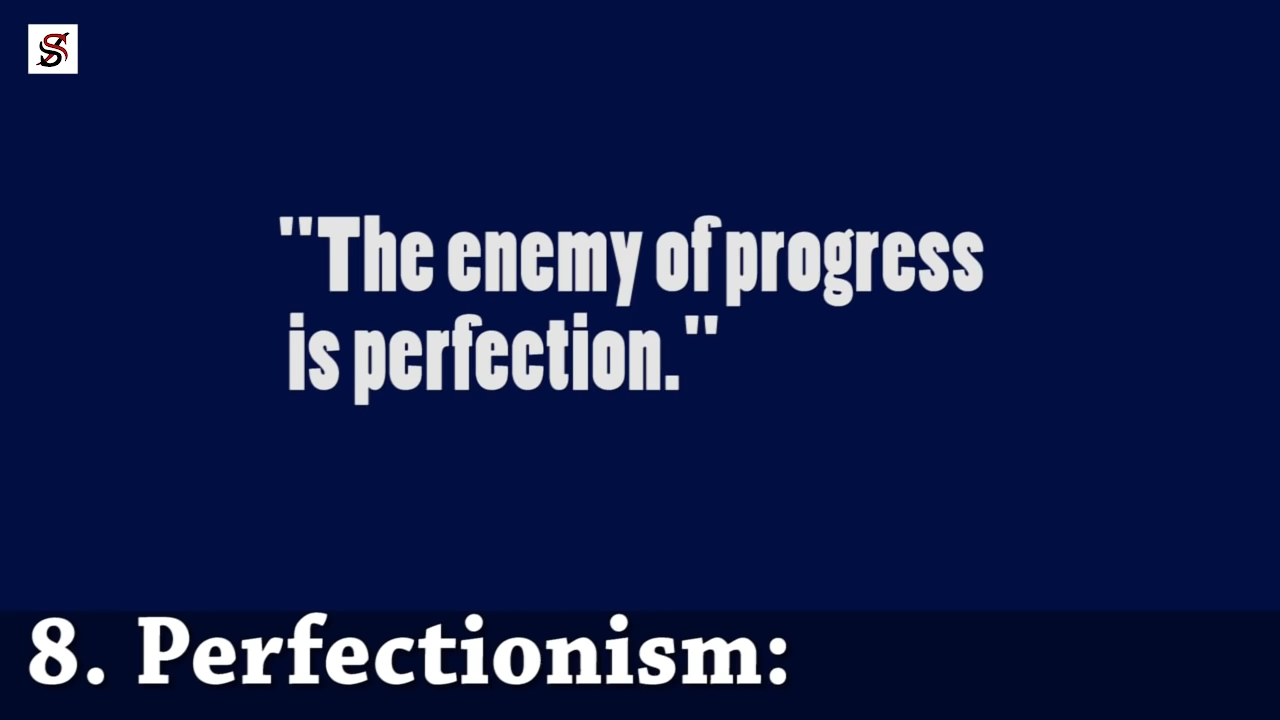 "The enemy of progress
is perfection."
8. Perfectionism: